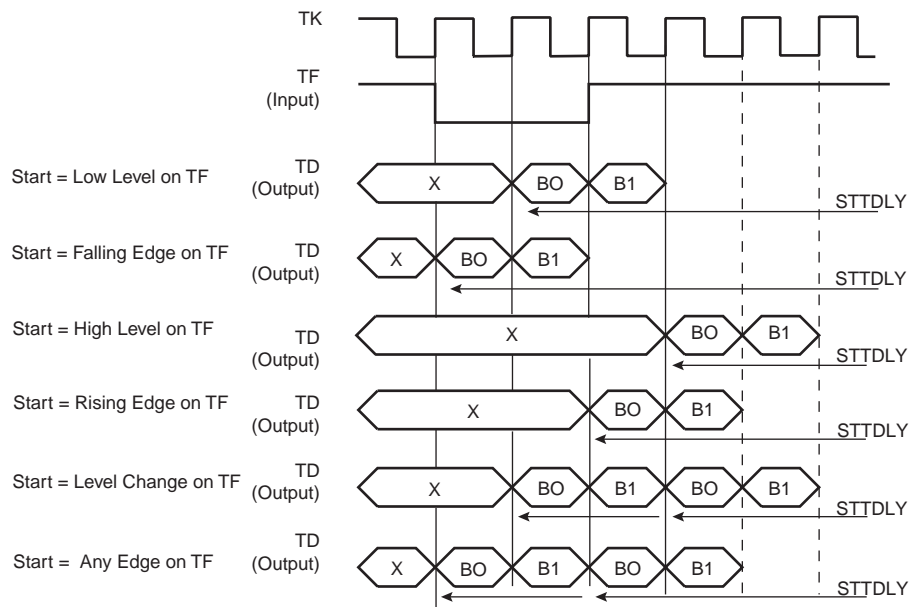 TK
TF
(Input)
Start = Low Level on TF
TD
(Output)
X
BO
B1
STTDLY
Start = Falling Edge on TF
TD
(Output)
X
BO
B1
STTDLY
Start = High Level on TF
TD
(Output)
X
BO
B1
STTDLY
Start = Rising Edge on TF
TD
(Output)
X
BO
B1
STTDLY
Start = Level Change on TF
TD
(Output)
X
BO
B1
BO
B1
STTDLY
Start = Any Edge on TF
TD
(Output)
X
BO
B1
BO
B1
STTDLY